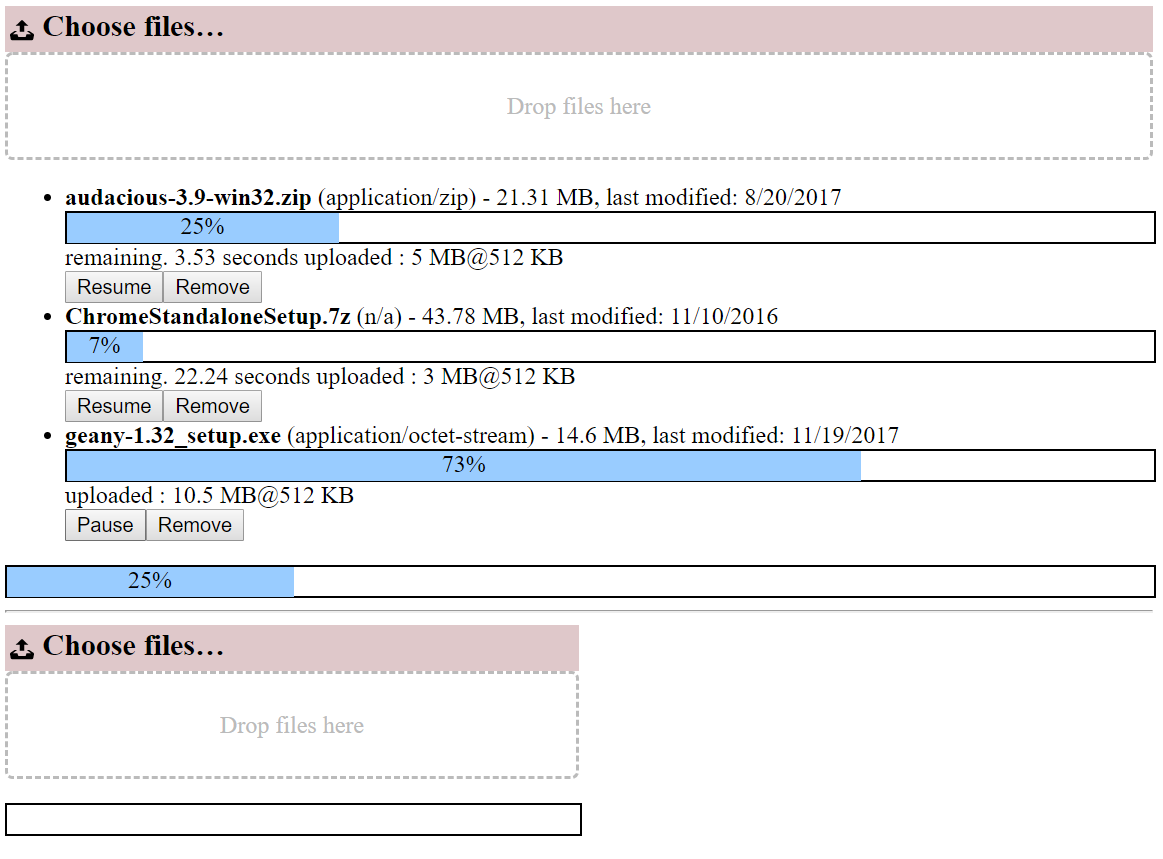 Choose files…
Drop files here
audacious-3.9-win32.zip (application/zip) - 21.31 MB, last modified: 8/20/2017
25%
remaining. 3.53 seconds uploaded : 5 MB@512 KB
Resume Remove
ChromeStandaloneSetup.7z (n/a) - 43.78 MB, last modified: 11/10/2016
7%
remaining. 22.24 seconds uploaded : 3 MB@512 KB
Resume Remove
geany-1.32_setup.exe (application/octet-stream) - 14.6 MB, last modified: 11/19/2017
73%
uploaded : 10.5 MB@512 KB
Pause Remove
25%
Choose files…
Drop files here